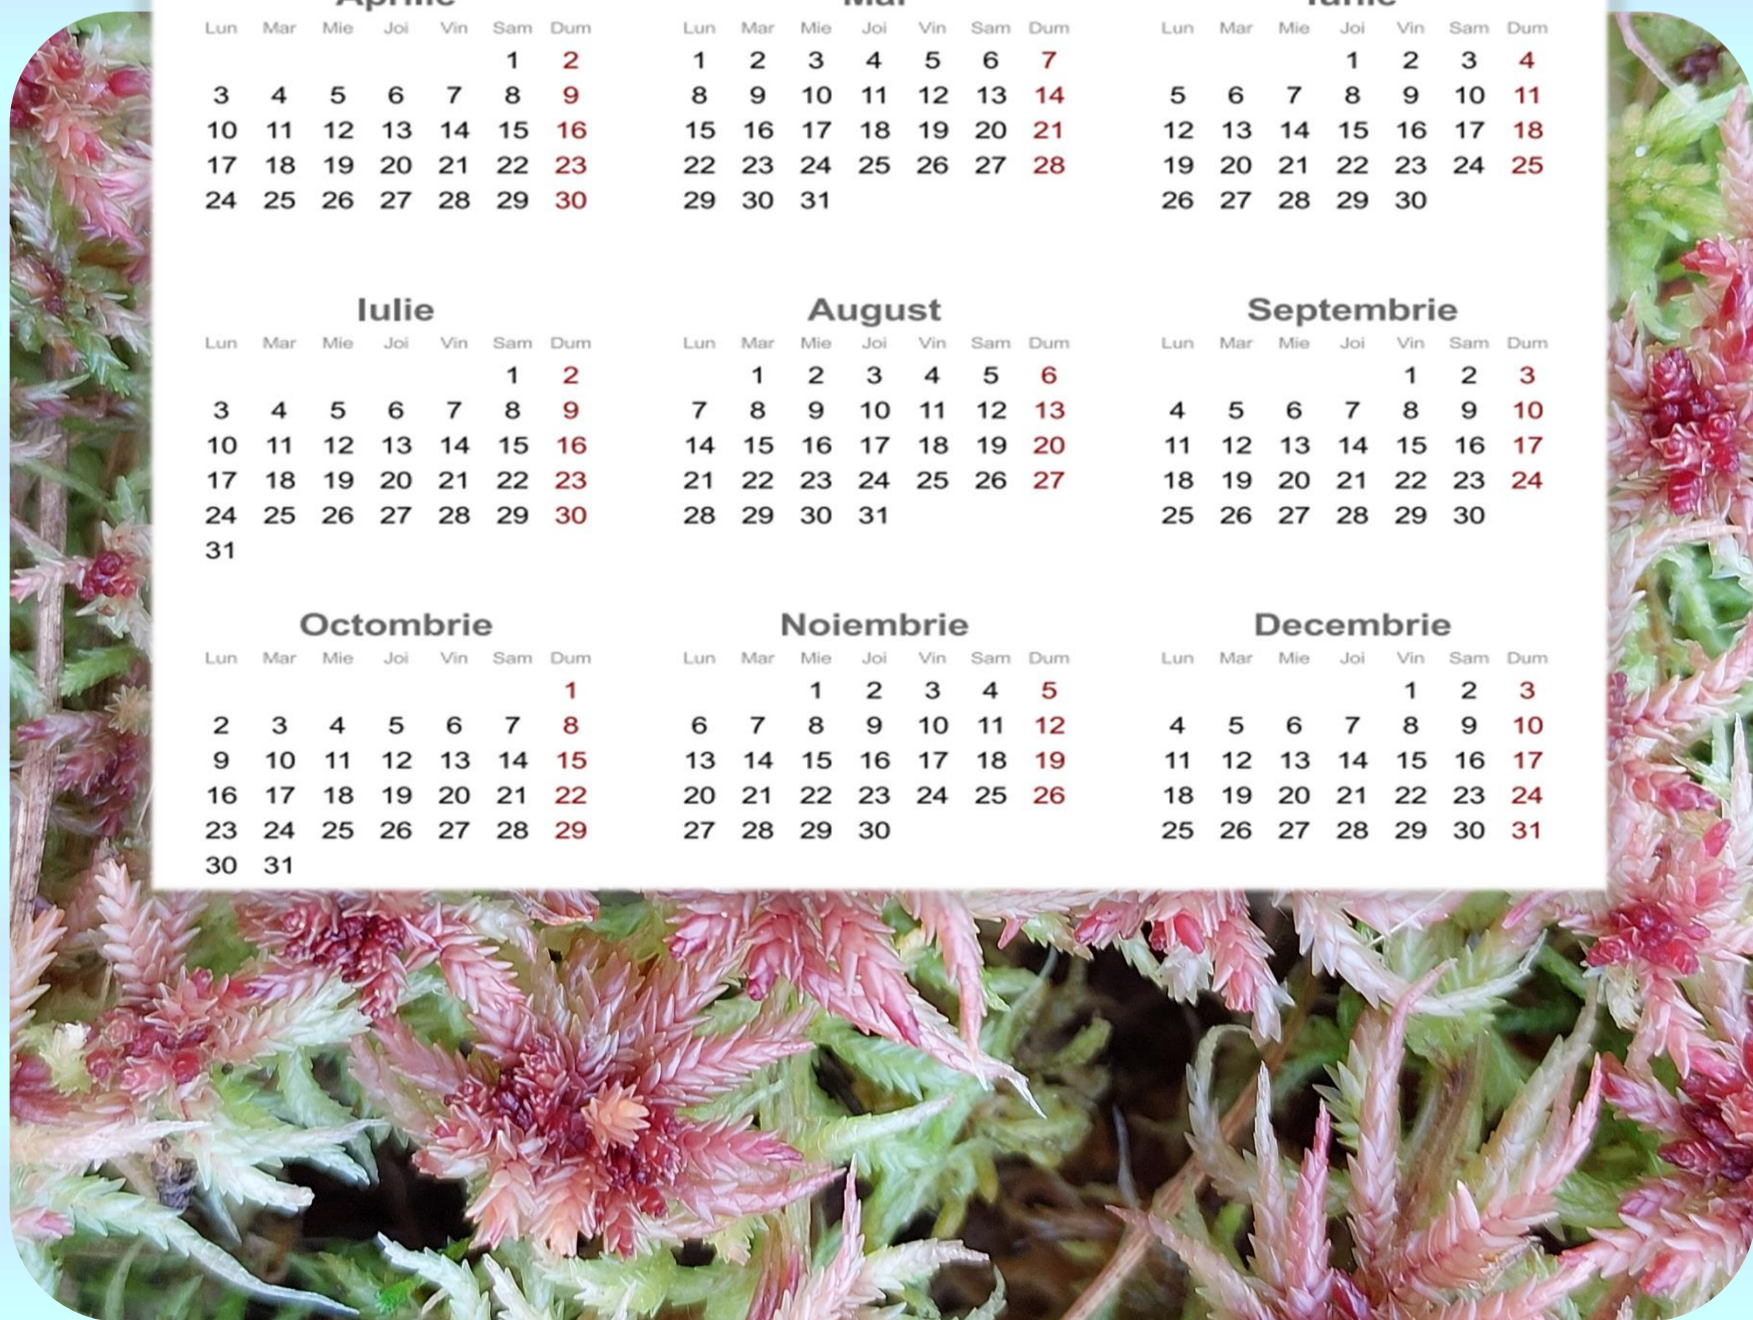 Aprilie Mai Iunie
Lun Mar Mie Joi Vin Sam Dum Lun Mar Mie Joi Vin Sam Dum Lun Mar Mie Joi Vin Sam Dum
1 2 1 2 3 4 5 6 7 1 2 3 4
3 4 5 6 7 8 9 8 9 10 11 12 13 14 5 6 7 8 9 10 11
10 11 12 13 14 15 16 15 16 17 18 19 20 21 12 13 14 15 16 17 18
17 18 19 20 21 22 23 22 23 24 25 26 27 28 19 20 21 22 23 24 25
24 25 26 27 28 29 30 29 30 31 26 27 28 29 30
Iulie August Septembrie
Lun Mar Mie Joi Vin Sam Dum Lun Mar Mie Joi Vin Sam Dum Lun Mar Mie Joi Vin Sam Dum
1 2 1 2 3 4 5 6 1 2 3
3 4 5 6 7 8 9 7 8 9 10 11 12 13 4 5 6 7 8 9 10
10 11 12 13 14 15 16 14 15 16 17 18 19 20 11 12 13 14 15 16 17
17 18 19 20 21 22 23 21 22 23 24 25 26 27 18 19 20 21 22 23 24
24 25 26 27 28 29 30 28 29 30 31 25 26 27 28 29 30
31
Octombrie Noiembrie Decembrie
Lun Mar Mie Joi Vin Sam Dum Lun Mar Mie Joi Vin Sam Dum Lun Mar Mie Joi Vin Sam Dum
1 1 2 3 4 5 1 2 3
2 3 4 5 6 7 8 6 7 8 9 10 11 12 4 5 6 7 8 9 10
9 10 11 12 13 14 15 13 14 15 16 17 18 19 11 12 13 14 15 16 17
16 17 18 19 20 21 22 20 21 22 23 24 25 26 18 19 20 21 22 23 24
23 24 25 26 27 28 29 27 28 29 30 25 26 27 28 29 30 31
30 31